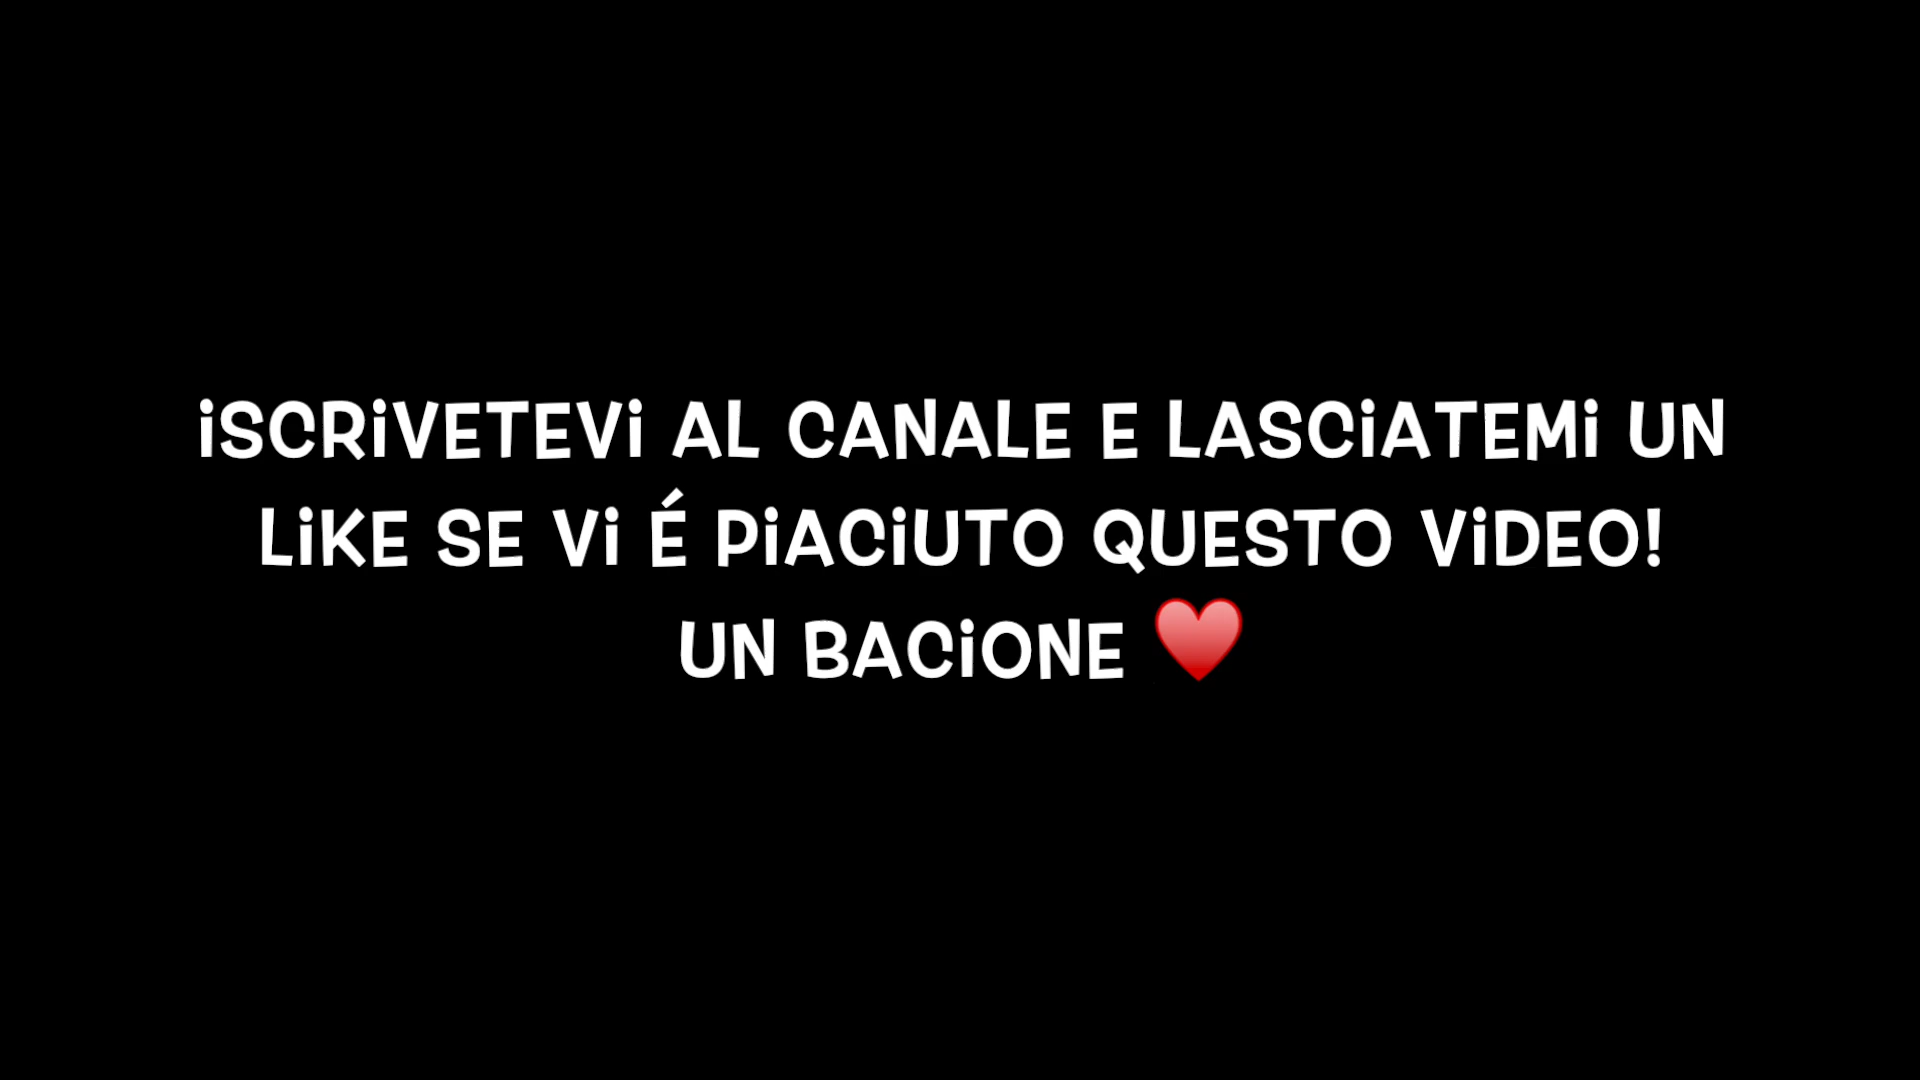 iSCRiVETEVi AL CANALE E LASCiATEMi UN
LiKE SE Vi É PiACiUTO QUESTO ViDEO!
UN BACiONE ♥